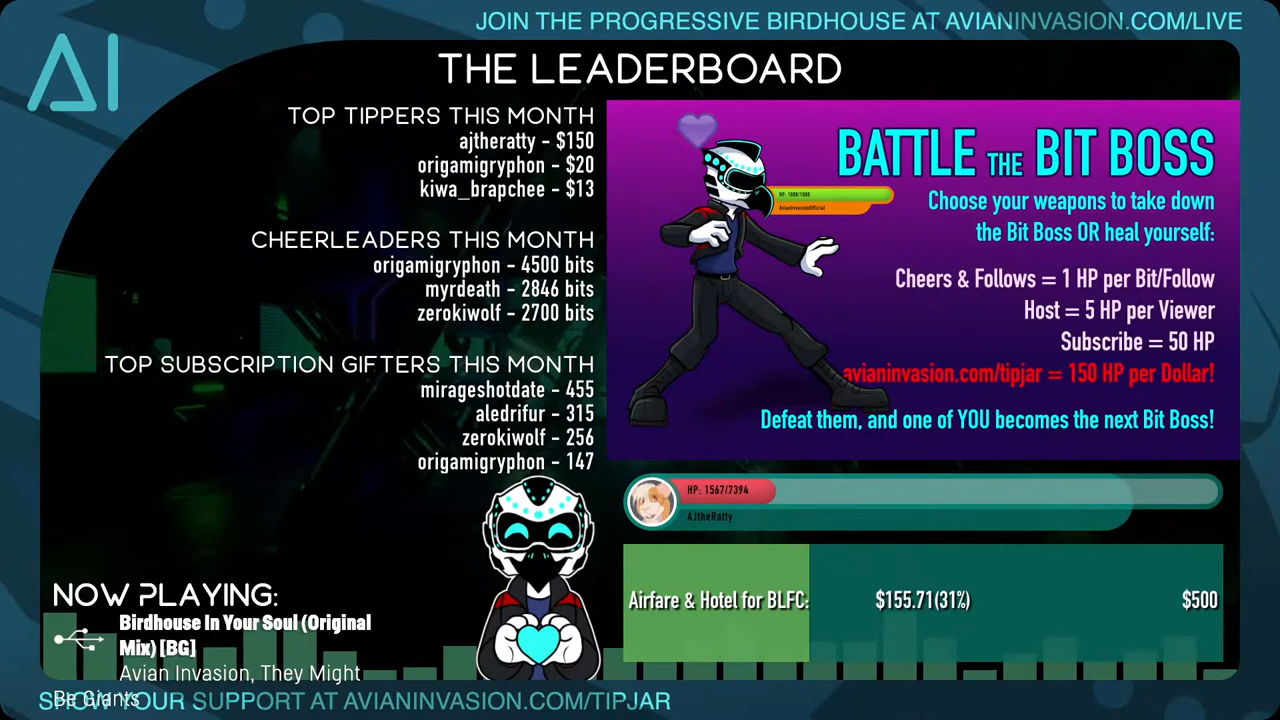 JOIN THE PROGRESSIVE BIRDHOUSE AT AVIANINVASION.COM/LIVE
AI
THE LEADERBOARD
TOP TIPPERS THIS MONTH
ajtheratty - $150
origamigryphon - $20
kiwa_brapchee - $13
CHEERLEADERS THIS MONTH
origamigryphon - 4500 bits
myrdeath - 2846 bits
zerokiwolf - 2700 bits
TOP SUBSCRIPTION GIFTERS THIS MONTH
mirageshotdate - 455
aledrifur - 315
zerokiwolf - 256
origamigryphon - 147
BATTLE THE BIT BOSS
HP: 1000/1000
AvianInvasionOfficial
Choose your weapons to take down
the Bit Boss OR heal yourself:
Cheers & Follows = 1 HP per Bit/Follow
Host = 5 HP per Viewer
Subscribe = 50 HP
avianinvasion.com/tipjar = 150 HP per Dollar!
Defeat them, and one of YOU becomes the next Bit Boss!
HP: 1567/7394
AJtheRatty
Airfare & Hotel for BLFC: $155.71(31%) $500
NOW PLAYING:
Birdhouse In Your Soul (Original
Mix) [BG]
Avian Invasion, They Might
Be Giants
SHOW YOUR SUPPORT AT AVIANINVASION.COM/TIPJAR